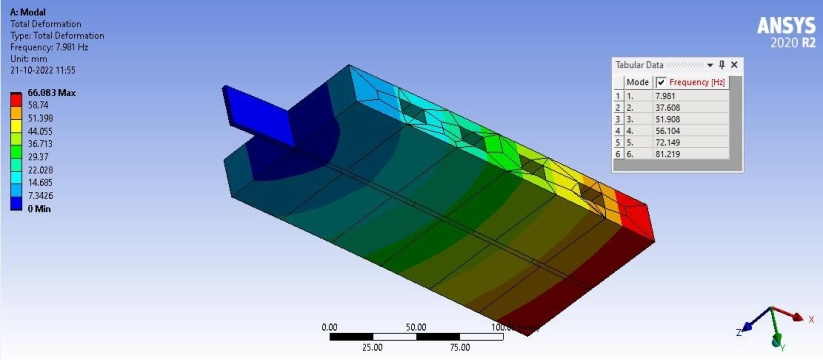 A: Modal
Total Deformation
Type: Total Deformation
Frequency: 7.981 Hz
Unit: mm
21-10-2022 11:55
66.083 Max
58.74
51.398
44.055
36.713
29.37
22.028
14.685
7.3426
0 Min
ANSYS
2020 R2
Tabular Data
Mode Frequency [Hz]
1 1. 7.981
2 2. 37.608
3 3. 51.908
4 4. 56.104
5 5. 72.149
6 6. 81.219
0.00 50.00 100.
25.00 75.00
Z X
Y